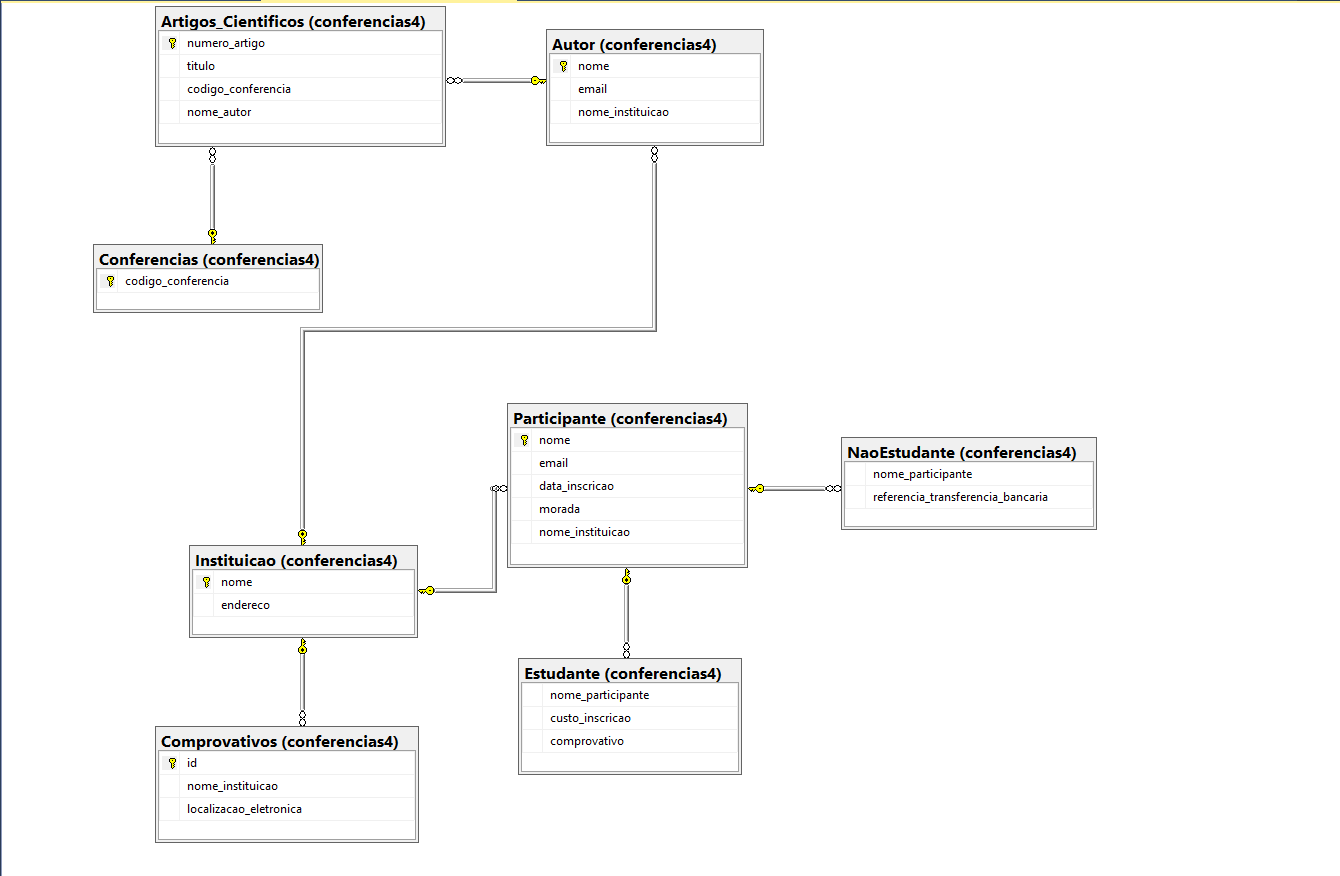 Artigos_Cientificos (conferencias4)
numero_artigo
titulo
codigo_conferencia
nome_autor
Autor (conferencias4)
nome
email
nome_instituicao
Conferencias (conferencias4)
codigo_conferencia
Participante (conferencias4)
nome
email
data_inscricao
morada
nome_instituicao
NaoEstudante (conferencias4)
nome_participante
referencia_transferencia_bancaria
Instituicao (conferencias4)
nome
endereco
Estudante (conferencias4)
nome_participante
custo_inscricao
comprovativo
Comprovativos (conferencias4)
id
nome_instituicao
localizacao_eletronica